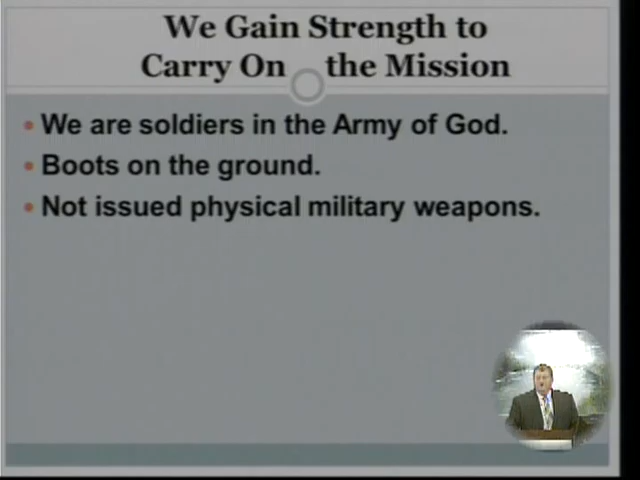 We Gain Strength to
Carry On the Mission
We are soldiers in the Army of God.
Boots on the ground.
Not issued physical military weapons.